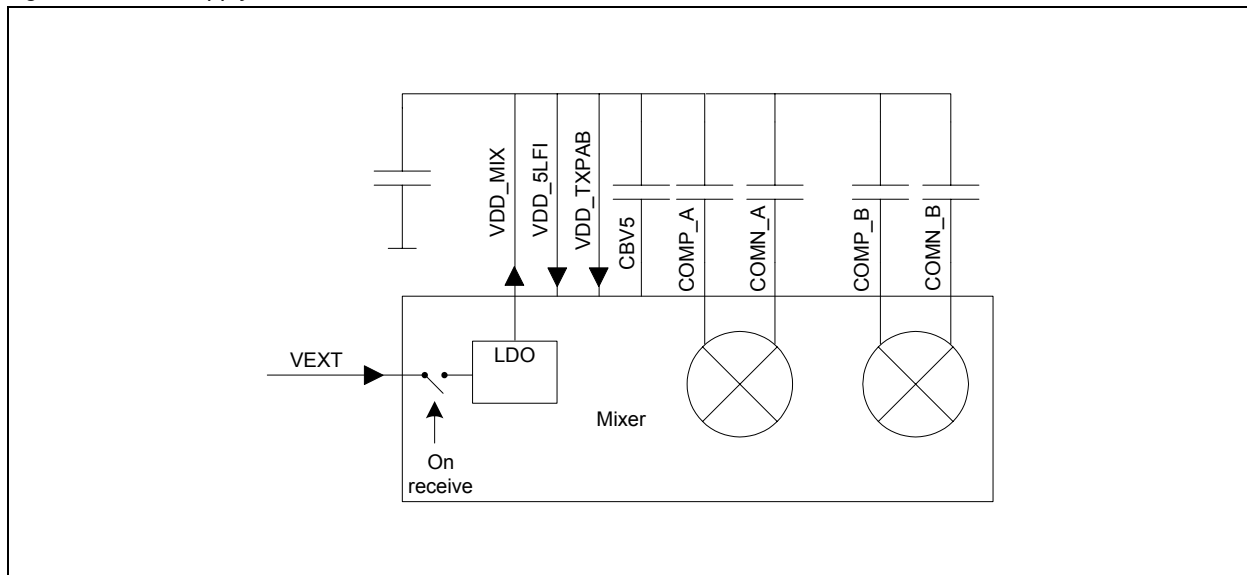 VDD_MIX
VDD_5LFI
VDD_TXPAB
CBV5
COMP_A
COMN_A
COMP_B
COMN_B
VEXT
LDO
Mixer
On
receive